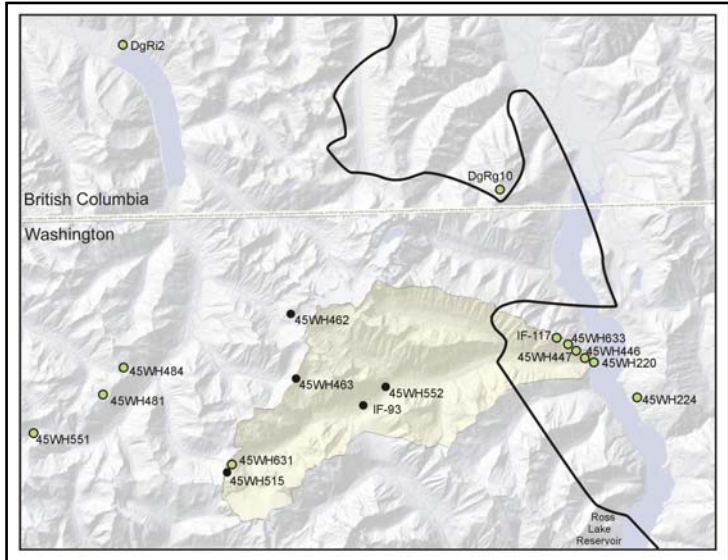 DgRi2
DgRg10
British Columbia
Washington
45WH462
IF-117
45WH633
45WH446
45WH447
45WH220
45WH484
45WH463
45WH552
45WH481
IF-93
45WH224
45WH551
45WH631
45WH515
Ross
Lake
Reservoir